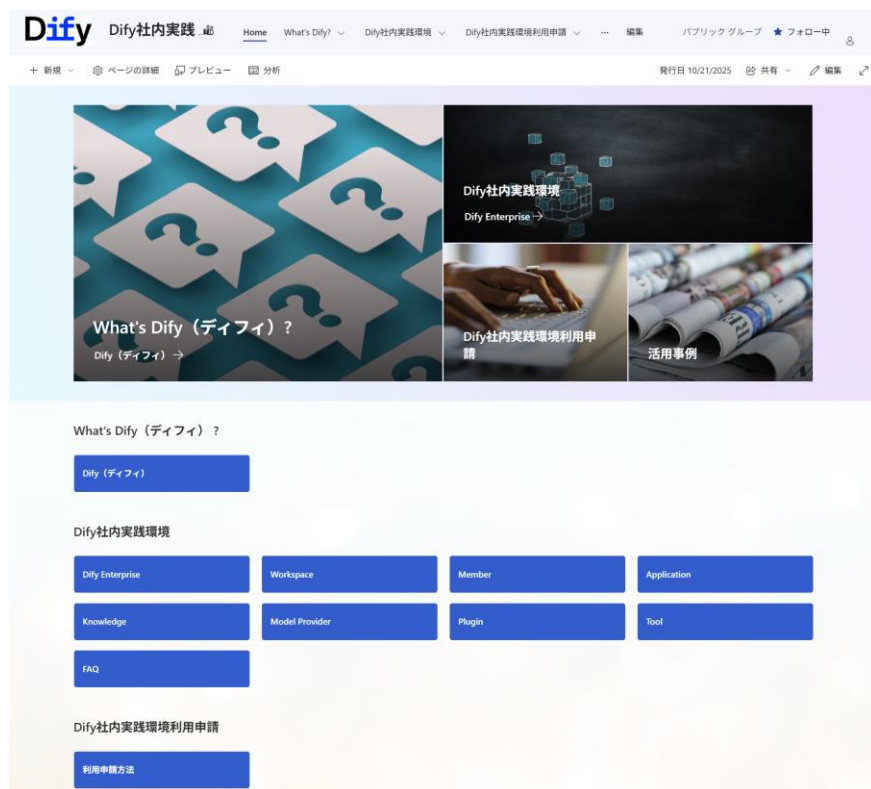 Dify
Dify社内実践
Home
What's Dify?
Dify社内実践環境
Dify社内実践環境利用申請
...
編集
パブリック グループ
フォロー中
新規
ページの詳細
プレビュー
分析
発行日 10/21/2025
共有
編集
What's Dify（ディフィ）?
Dify（ディフィ）→
Dify社内実践環境
Dify Enterprise→
Dify社内実践環境利用申
請
活用事例
What's Dify（ディフィ）?
Dify（ディフィ）
Dify社内実践環境
Dify Enterprise
Workspace
Member
Application
Knowledge
Model Provider
Plugin
Tool
FAQ
Dify社内実践環境利用申請
利用申請方法